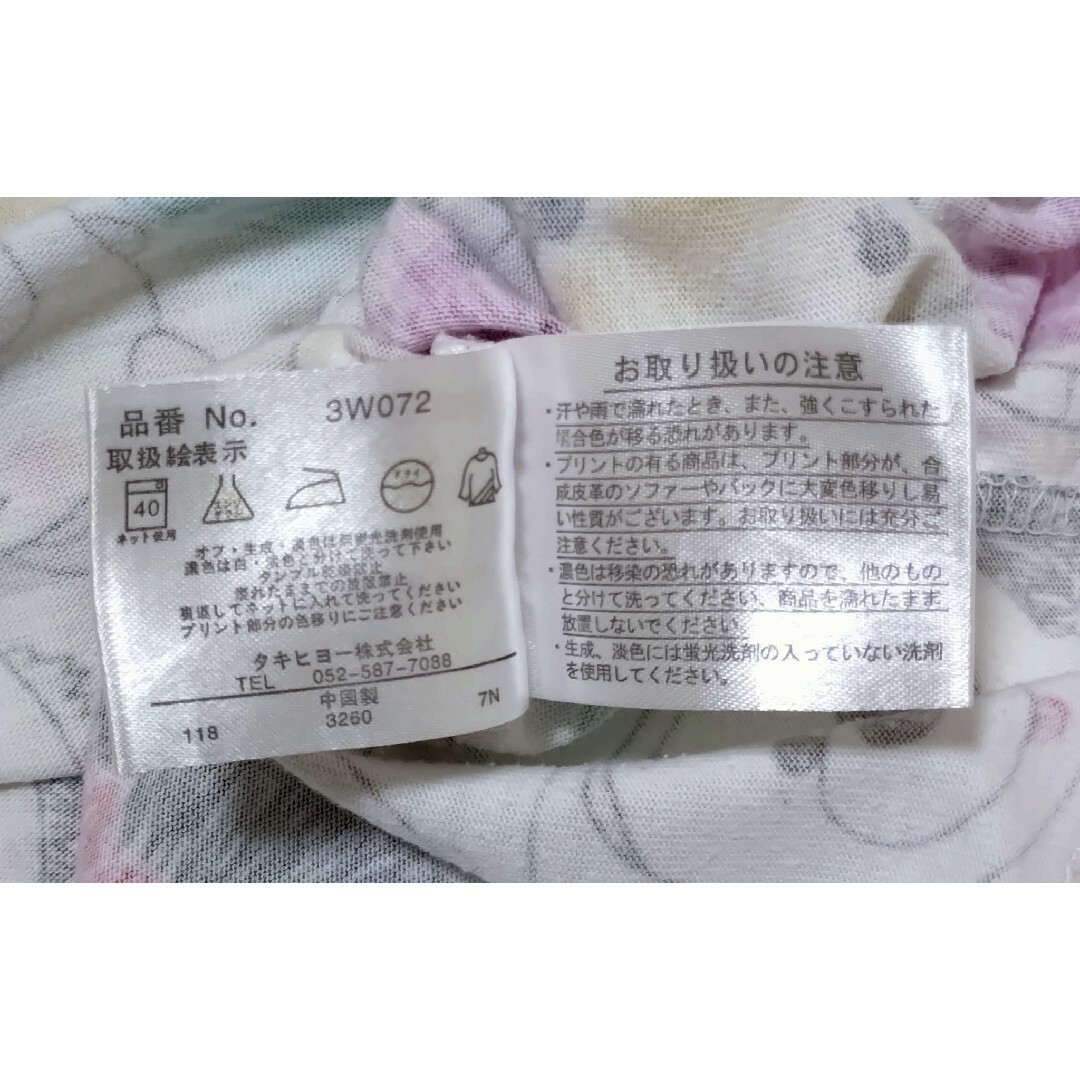 品番 No. 3W072
取扱絵表示
40
ネット使用
オフ・生成・淡色は無蛍光洗剤使用
濃色は白・淡色と分けて洗って下さい
タンブル乾燥禁止
濡れたままでの放置禁止
裏返してネットに入れて洗ってください
プリント部分の色移りにご注意ください
タキヒヨー株式会社
TEL 052-587-7088
中国製
118 3260 7N
お取り扱いの注意
・汗や雨で濡れたとき、また、強くこすられた
場合色が移る恐れがあります。
・プリントの有る商品は、プリント部分が、合
成皮革のソファーやバックに大変色移りし易
い性質がございます。お取り扱いには充分ご
注意ください。
・濃色は移染の恐れがありますので、他のもの
と分けて洗ってください、商品を濡れたまま
放置しないでください
・生成、淡色には蛍光洗剤の入っていない洗剤
を使用してください。